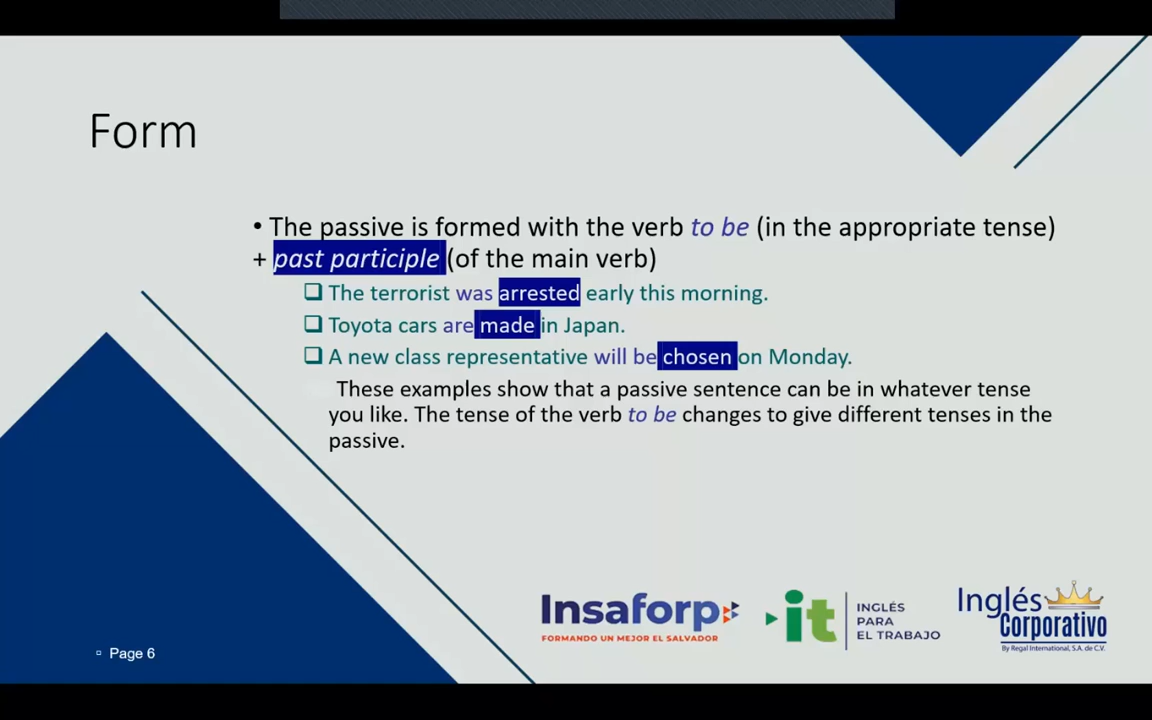 Form
• The passive is formed with the verb to be (in the appropriate tense)
+ past participle (of the main verb)
❑ The terrorist was arrested early this morning.
❑ Toyota cars are made in Japan.
❑ A new class representative will be chosen on Monday.
These examples show that a passive sentence can be in whatever tense
you like. The tense of the verb to be changes to give different tenses in the
passive.
Insaforp
FORMANDO UN MEJOR EL SALVADOR
it
INGLÉS
PARA
EL TRABAJO
Inglés
Corporativo
By Regal International, S.A. de C.V.
▫ Page 6